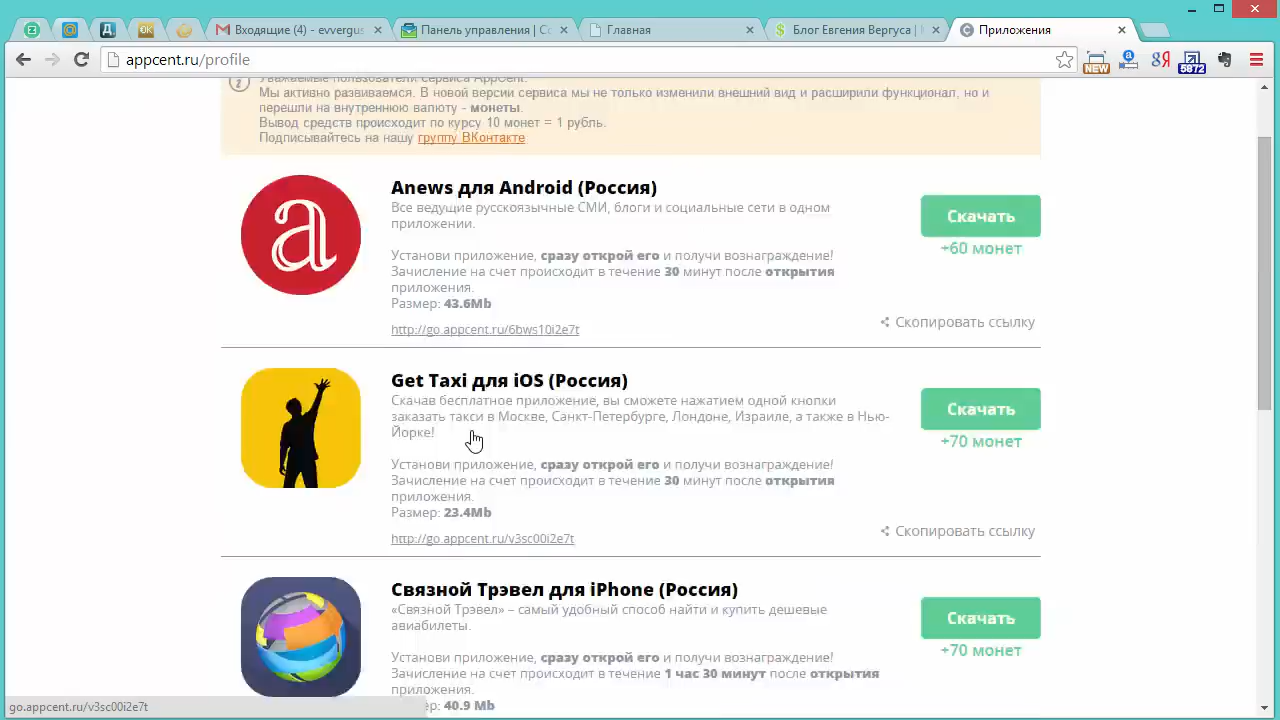 Входящие (4) - evvergus
Панель управления | Co
Главная
Блог Евгения Вергуса |
Приложения
appcent.ru/profile
NEW
5872
Уважаемые пользователи сервиса AppCent.
Мы активно развиваемся. В новой версии сервиса мы не только изменили внешний вид и расширили функционал, но и
перешли на внутреннюю валюту - монеты.
Вывод средств происходит по курсу 10 монет = 1 рубль.
Подписывайтесь на нашу группу ВКонтакте
Anews для Android (Россия)
Все ведущие русскоязычные СМИ, блоги и социальные сети в одном
приложении.
Установи приложение, сразу открой его и получи вознаграждение!
Зачисление на счет происходит в течение 30 минут после открытия
приложения.
Размер: 43.6Mb
http://go.appcent.ru/6bws10i2e7t
Скачать
+60 монет
Скопировать ссылку
Get Taxi для iOS (Россия)
Скачав бесплатное приложение, вы сможете нажатием одной кнопки
заказать такси в Москве, Санкт-Петербурге, Лондоне, Израиле, а также в Нью-
Йорке!
Установи приложение, сразу открой его и получи вознаграждение!
Зачисление на счет происходит в течение 30 минут после открытия
приложения.
Размер: 23.4Mb
http://go.appcent.ru/v3sc00i2e7t
Скачать
+70 монет
Скопировать ссылку
Связной Трэвел для iPhone (Россия)
«Связной Трэвел» – самый удобный способ найти и купить дешевые
авиабилеты.
Установи приложение, сразу открой его и получи вознаграждение!
Зачисление на счет происходит в течение 1 час 30 минут после открытия
приложения.
40.9 Mb
Скачать
+70 монет
go.appcent.ru/v3sc00i2e7t